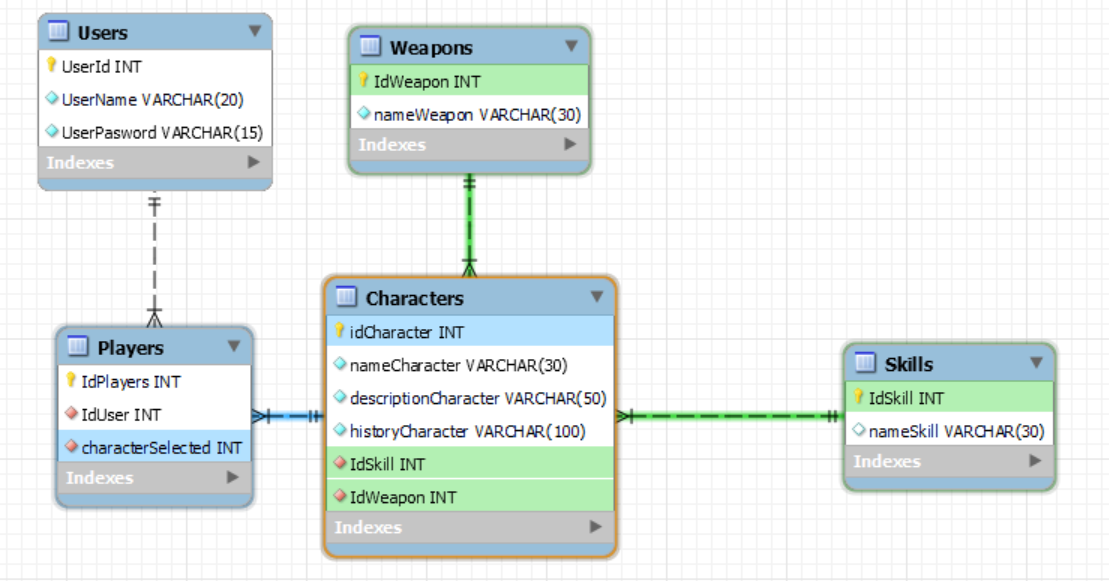 Users
UserId INT
UserName VARCHAR(20)
UserPasword VARCHAR(15)
Indexes
Weapons
IdWeapon INT
nameWeapon VARCHAR(30)
Indexes
Players
IdPlayers INT
IdUser INT
characterSelected INT
Indexes
Characters
idCharacter INT
nameCharacter VARCHAR(30)
descriptionCharacter VARCHAR(50)
historyCharacter VARCHAR(100)
IdSkill INT
IdWeapon INT
Indexes
Skills
IdSkill INT
nameSkill VARCHAR(30)
Indexes